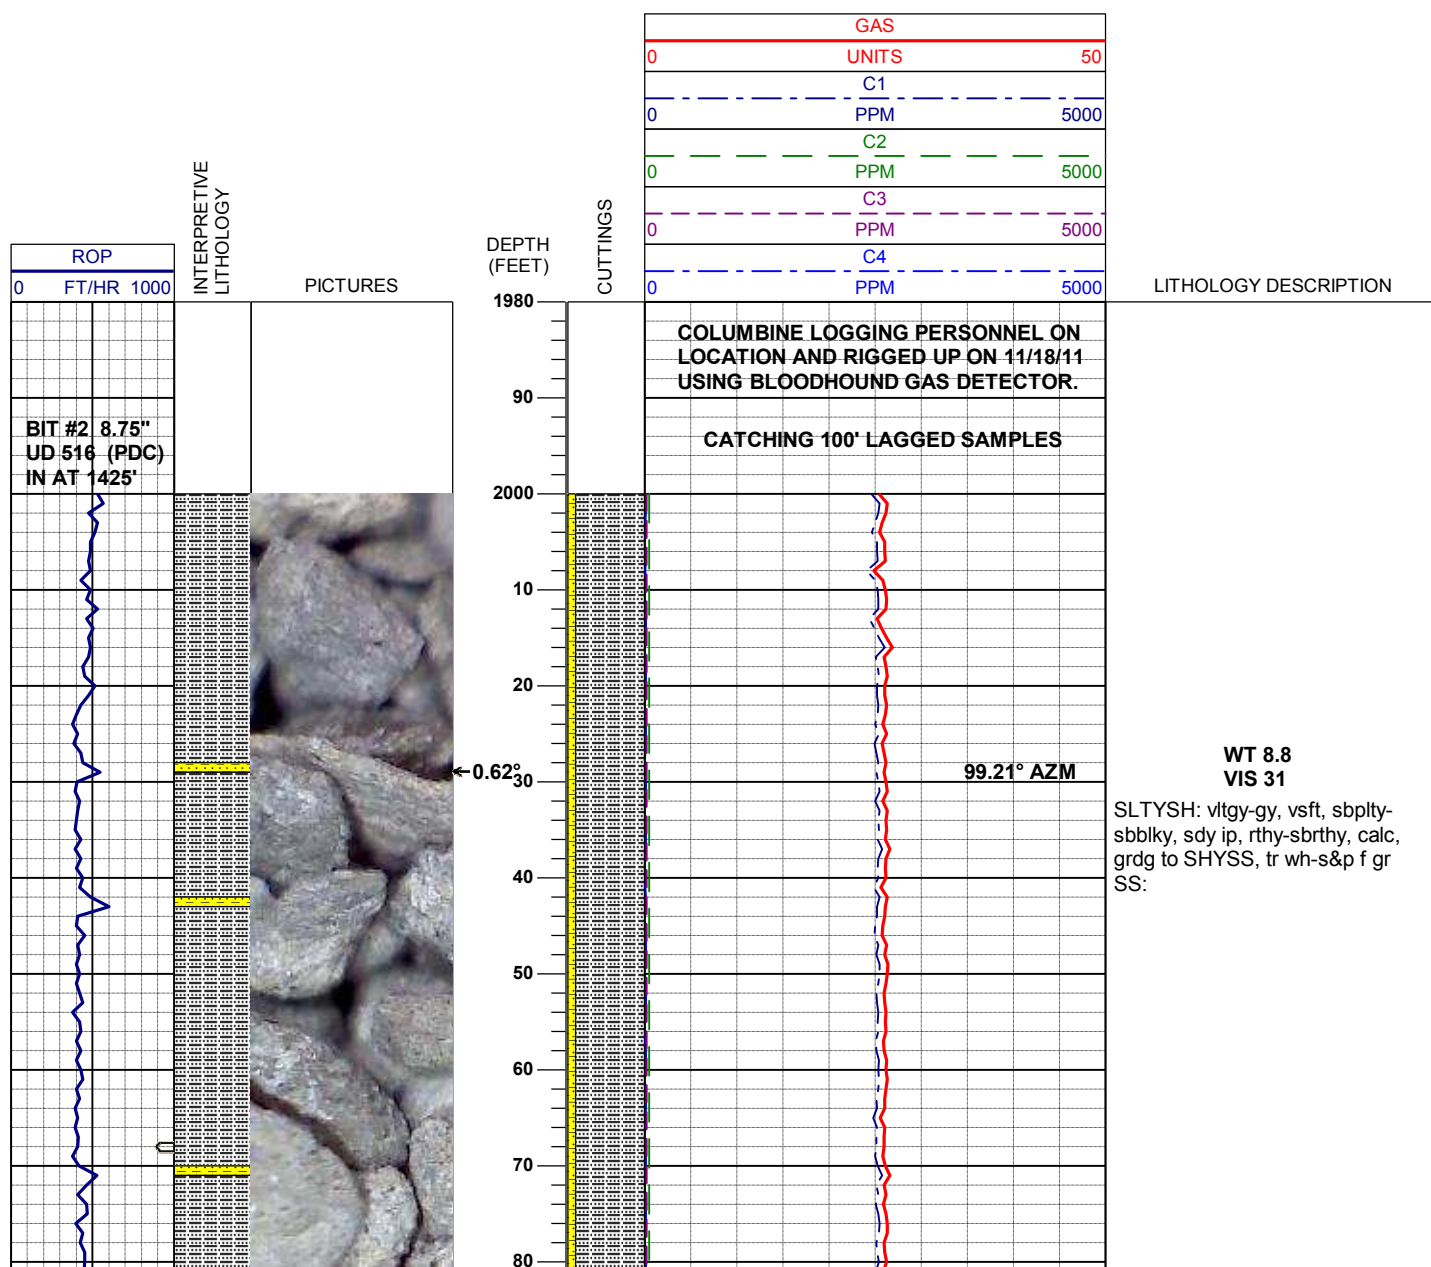 GAS
0 UNITS 50
C1
0 PPM 5000
C2
0 PPM 5000
C3
0 PPM 5000
C4
0 PPM 5000
ROP
0 FT/HR 1000
INTERPRETIVE
LITHOLOGY
PICTURES
DEPTH
(FEET)
CUTTINGS
LITHOLOGY DESCRIPTION
1980
COLUMBINE LOGGING PERSONNEL ON
LOCATION AND RIGGED UP ON 11/18/11
USING BLOODHOUND GAS DETECTOR.
90
CATCHING 100' LAGGED SAMPLES
BIT #2 8.75"
UD 516 (PDC)
IN AT 1425'
2000
10
20
0.62°
99.21° AZM
30
WT 8.8
VIS 31
SLTYSH: vltgy-gy, vsft, sbplty-
sbblky, sdy ip, rthy-sbrthy, calc,
grdg to SHYSS, tr wh-s&p f gr
SS:
40
50
60
70
80